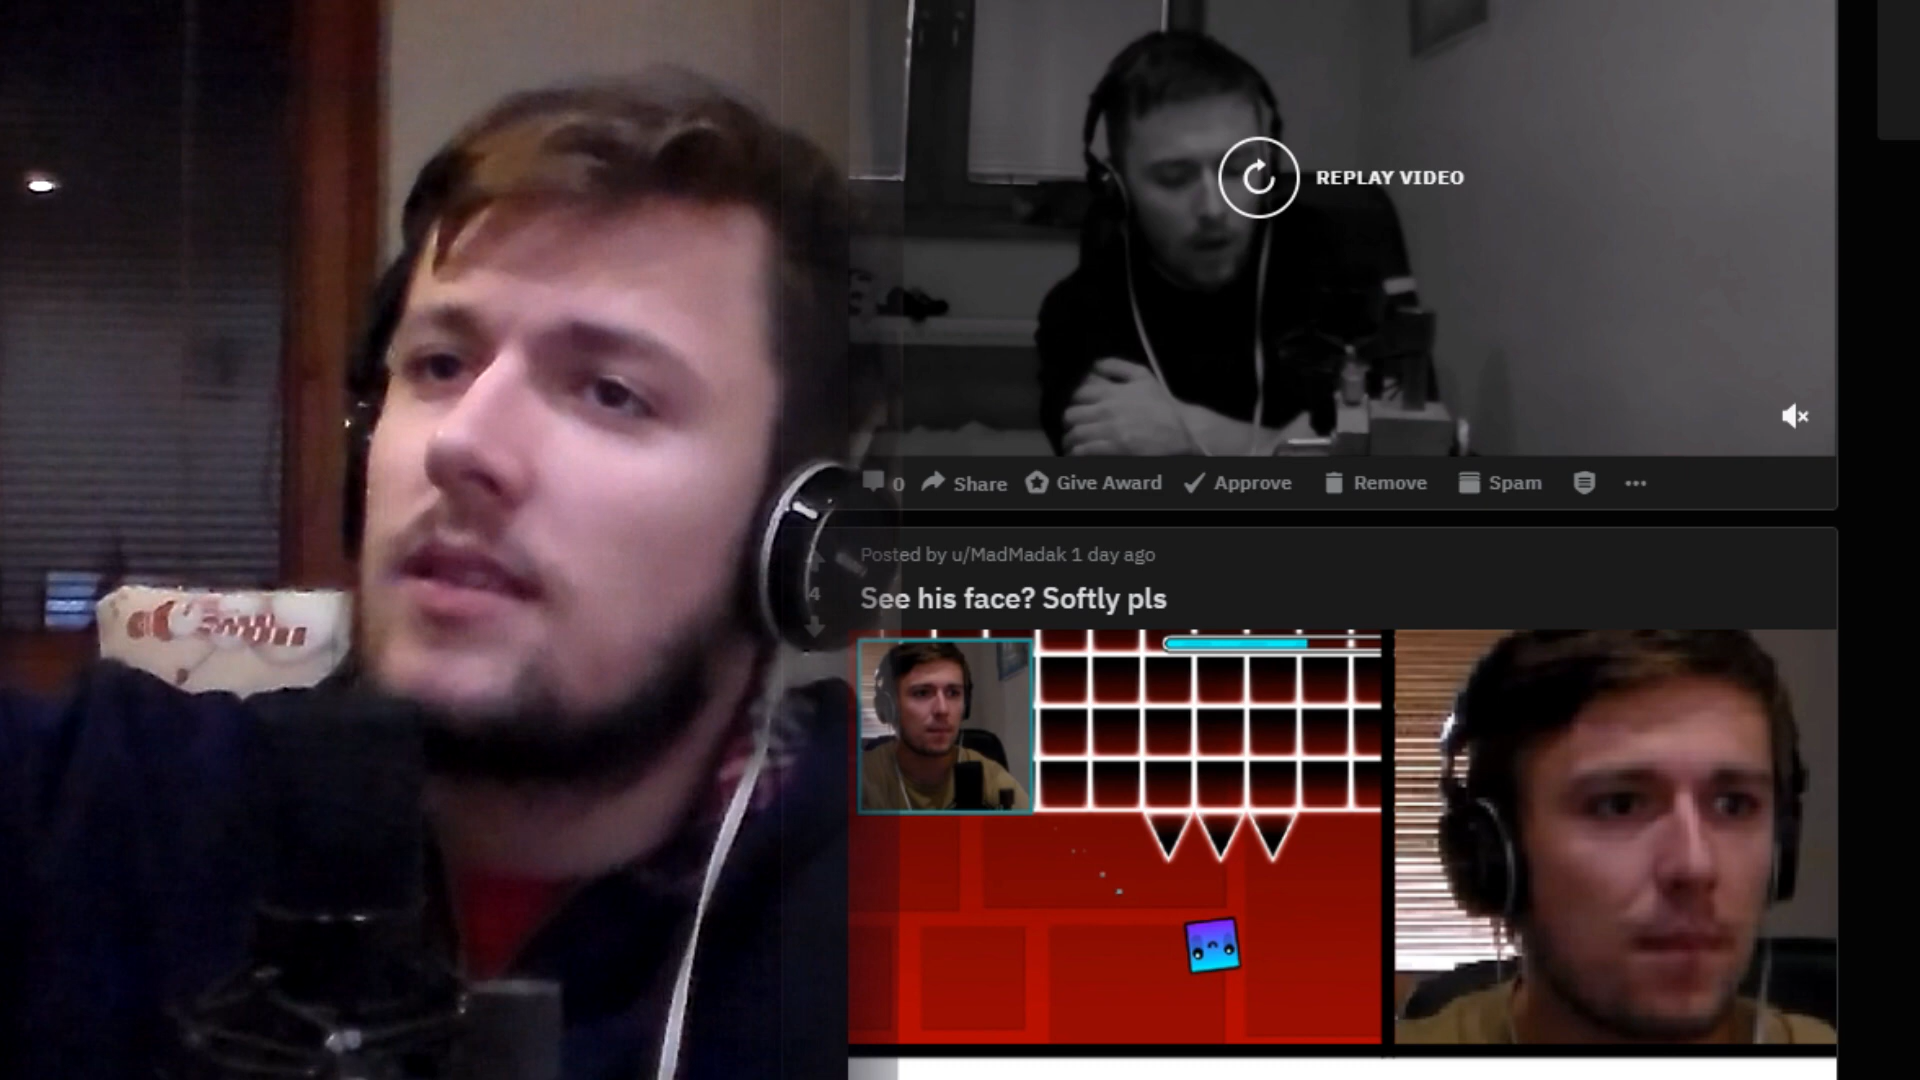 REPLAY VIDEO
0 Share Give Award Approve Remove Spam
Posted by u/MadMadak 1 day ago
4
See his face? Softly pls